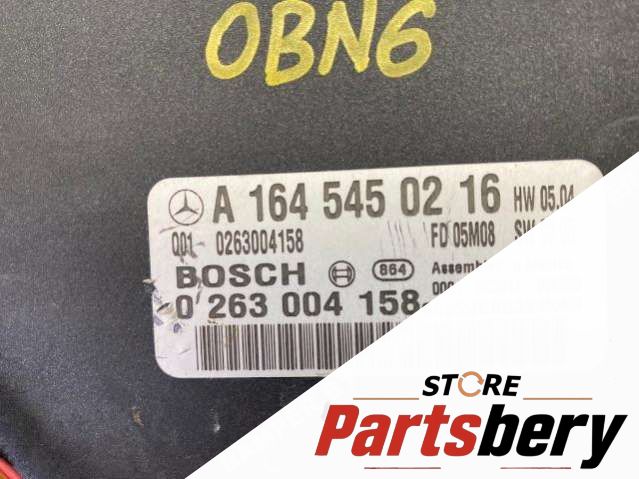 OBN6
A 164 545 02 16 HW 05.04
Q01 0263004158 FD 05M08
BOSCH 864
0 263 004 158
STORE
Partsbery